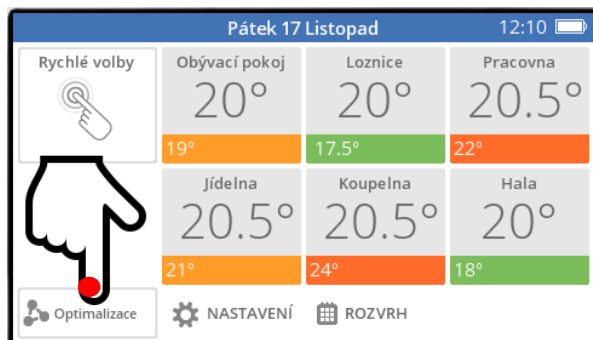 Pátek 17 Listopad 12:10
Rychlé volby
Obývací pokoj
20°
19°
Loznice
20°
17.5°
Pracovna
20.5°
22°
Jídelna
20.5°
21°
Koupelna
20.5°
24°
Hala
20°
18°
Optimalizace
NASTAVENÍ
ROZVRH